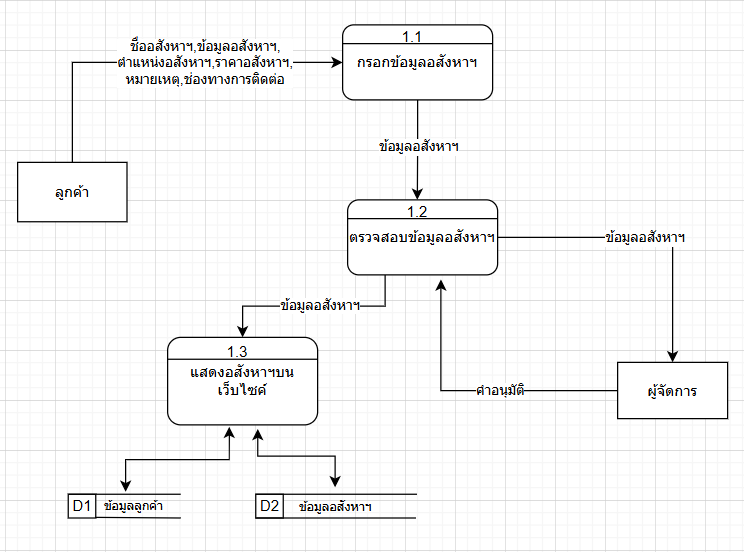 1.1
ชื่ออสังหาฯ,ข้อมูลอสังหาฯ,
ตำแหน่งอสังหาฯ,ราคาอสังหาฯ,
หมายเหตุ,ช่องทางการติดต่อ
กรอกข้อมูลอสังหาฯ
ข้อมูลอสังหาฯ
ลูกค้า
1.2
ตรวจสอบข้อมูลอสังหาฯ
ข้อมูลอสังหาฯ
ข้อมูลอสังหาฯ
1.3
แสดงอสังหาฯบน
เว็บไซต์
คำอนุมัติ
ผู้จัดการ
D1 ข้อมูลลูกค้า
D2 ข้อมูลอสังหาฯ